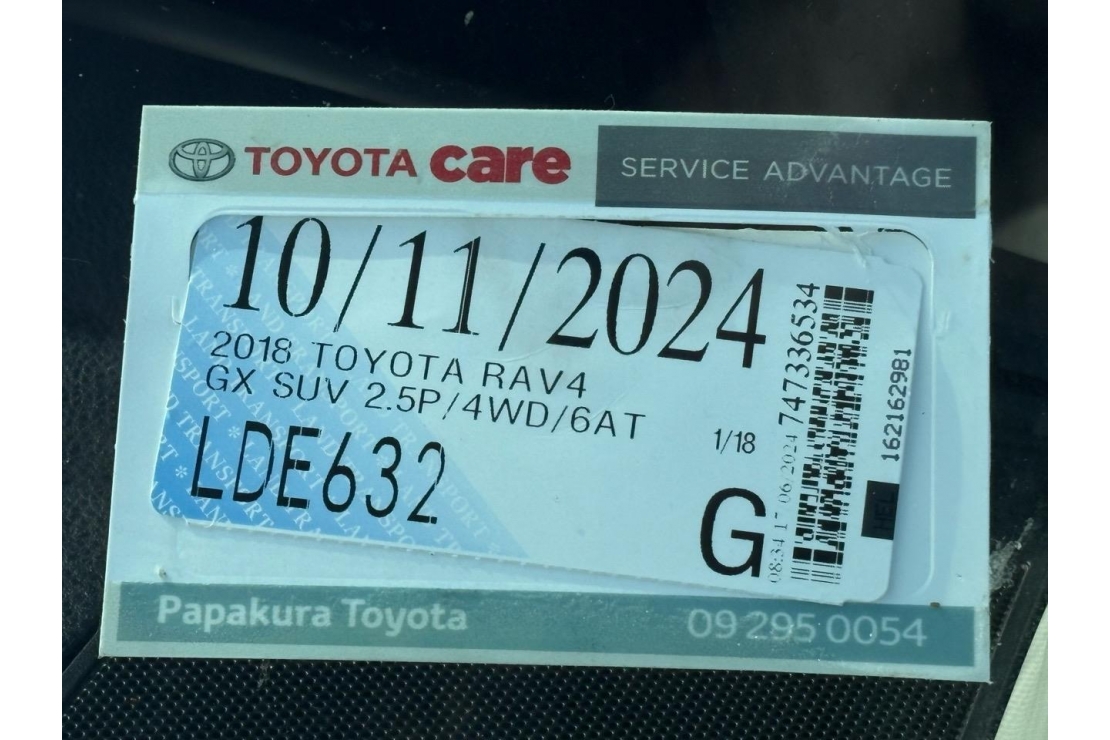 TOYOTA care
SERVICE ADVANTAGE
10/11/2024
2018 TOYOTA RAV4
GX SUV 2.5P/4WD/6AT
1/18
LDE632
G
08:34 17/06/2024 747336534
162162981
Papakura Toyota
09 295 0054